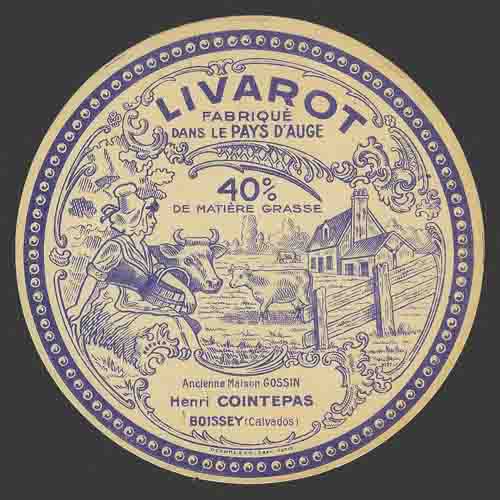 LIVAROT
FABRIQUÉ
DANS LE PAYS D'AUGE
40%
DE MATIÈRE GRASSE
Ancienne Maison GOSSIN
Henri COINTEPAS
BOISSEY (Calvados)